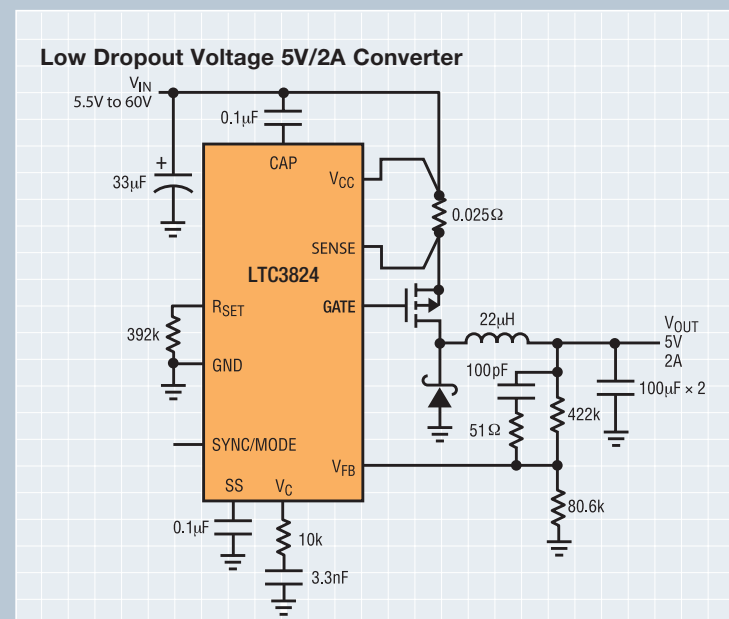 Low Dropout Voltage 5V/2A Converter
VIN
5.5V to 60V
0.1µF
CAP
+
33µF
VCC
0.025Ω
SENSE
LTC3824
RSET
GATE
392k
22µH
VOUT
5V
2A
GND
100pF
100µF × 2
422k
51Ω
SYNC/MODE
VFB
SS
VC
80.6k
0.1µF
10k
3.3nF